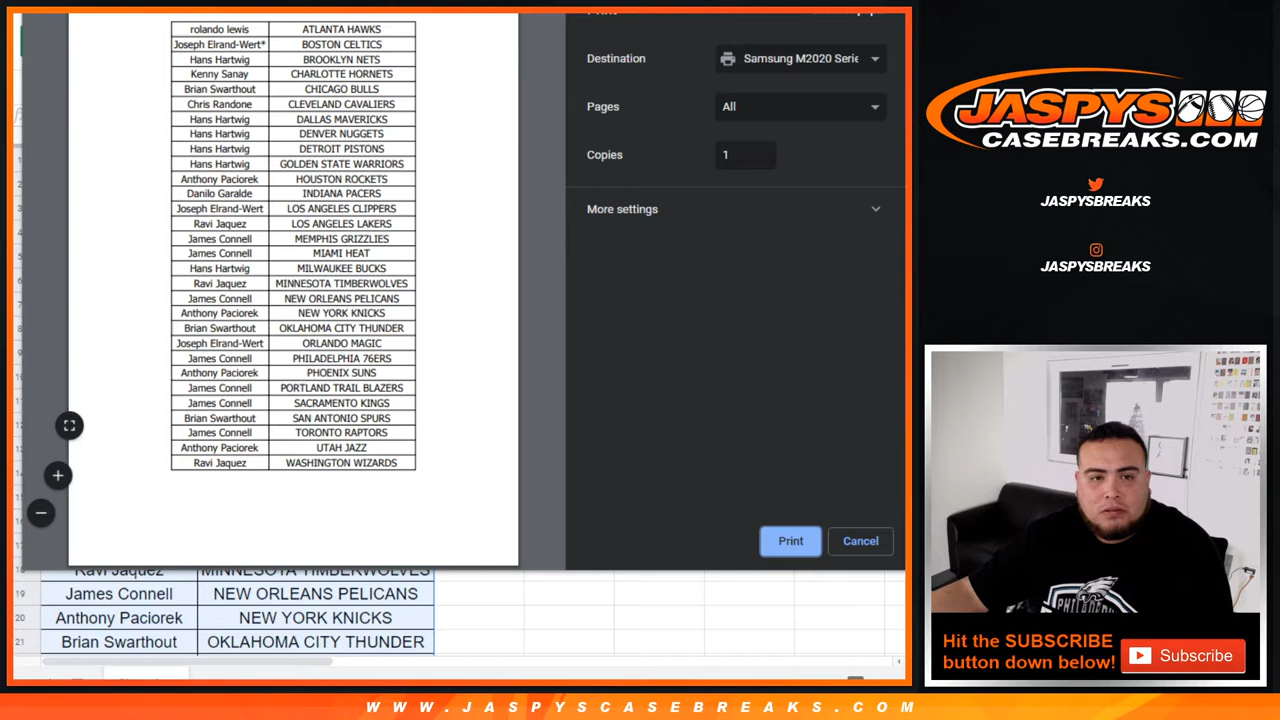 rolando lewis ATLANTA HAWKS
Joseph Elrand-Wert* BOSTON CELTICS
Hans Hartwig BROOKLYN NETS
Kenny Sanay CHARLOTTE HORNETS
Brian Swarthout CHICAGO BULLS
Chris Randone CLEVELAND CAVALIERS
Hans Hartwig DALLAS MAVERICKS
Hans Hartwig DENVER NUGGETS
Hans Hartwig DETROIT PISTONS
Hans Hartwig GOLDEN STATE WARRIORS
Anthony Paciorek HOUSTON ROCKETS
Danilo Garalde INDIANA PACERS
Joseph Elrand-Wert LOS ANGELES CLIPPERS
Ravi Jaquez LOS ANGELES LAKERS
James Connell MEMPHIS GRIZZLIES
James Connell MIAMI HEAT
Hans Hartwig MILWAUKEE BUCKS
Ravi Jaquez MINNESOTA TIMBERWOLVES
James Connell NEW ORLEANS PELICANS
Anthony Paciorek NEW YORK KNICKS
Brian Swarthout OKLAHOMA CITY THUNDER
Joseph Elrand-Wert ORLANDO MAGIC
James Connell PHILADELPHIA 76ERS
Anthony Paciorek PHOENIX SUNS
James Connell PORTLAND TRAIL BLAZERS
James Connell SACRAMENTO KINGS
Brian Swarthout SAN ANTONIO SPURS
James Connell TORONTO RAPTORS
Anthony Paciorek UTAH JAZZ
Ravi Jaquez WASHINGTON WIZARDS
Destination Samsung M2020 Serie
Pages All
Copies 1
More settings
Print Cancel
Ravi Jaquez MINNESOTA TIMBERWOLVES
19 James Connell NEW ORLEANS PELICANS
20 Anthony Paciorek NEW YORK KNICKS
21 Brian Swarthout OKLAHOMA CITY THUNDER
JASPYS
CASEBREAKS.COM
JASPYSBREAKS
JASPYSBREAKS
Hit the SUBSCRIBE
button down below!
Subscribe
WWW.JASPYSCASEBREAKS.COM